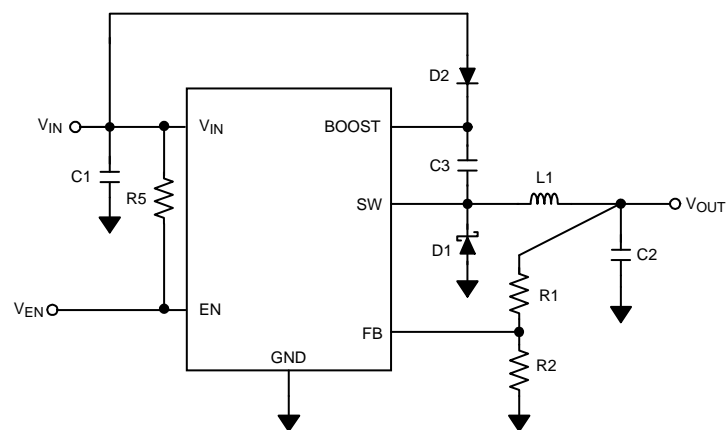 D2
VIN
VIN
BOOST
C1
R5
C3
L1
SW
VOUT
D1
C2
R1
VEN
EN
FB
GND
R2